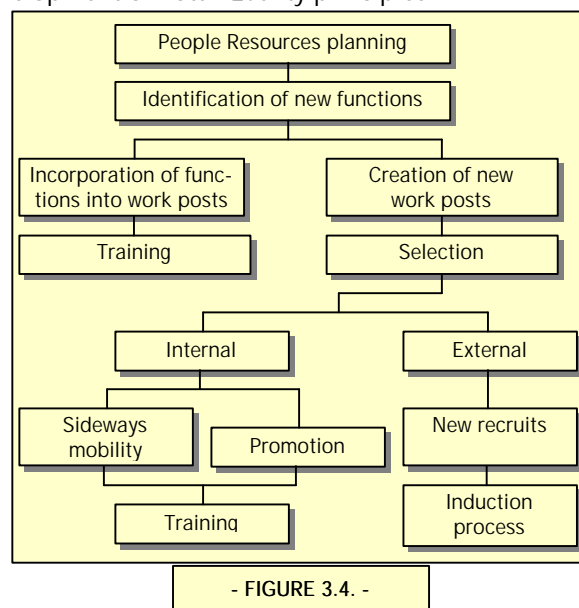 People Resources planning
Identification of new functions
Incorporation of func-
tions into work posts
Creation of new
work posts
Training
Selection
Internal
External
Sideways
mobility
Promotion
New recruits
Training
Induction
process
- FIGURE 3.4. -